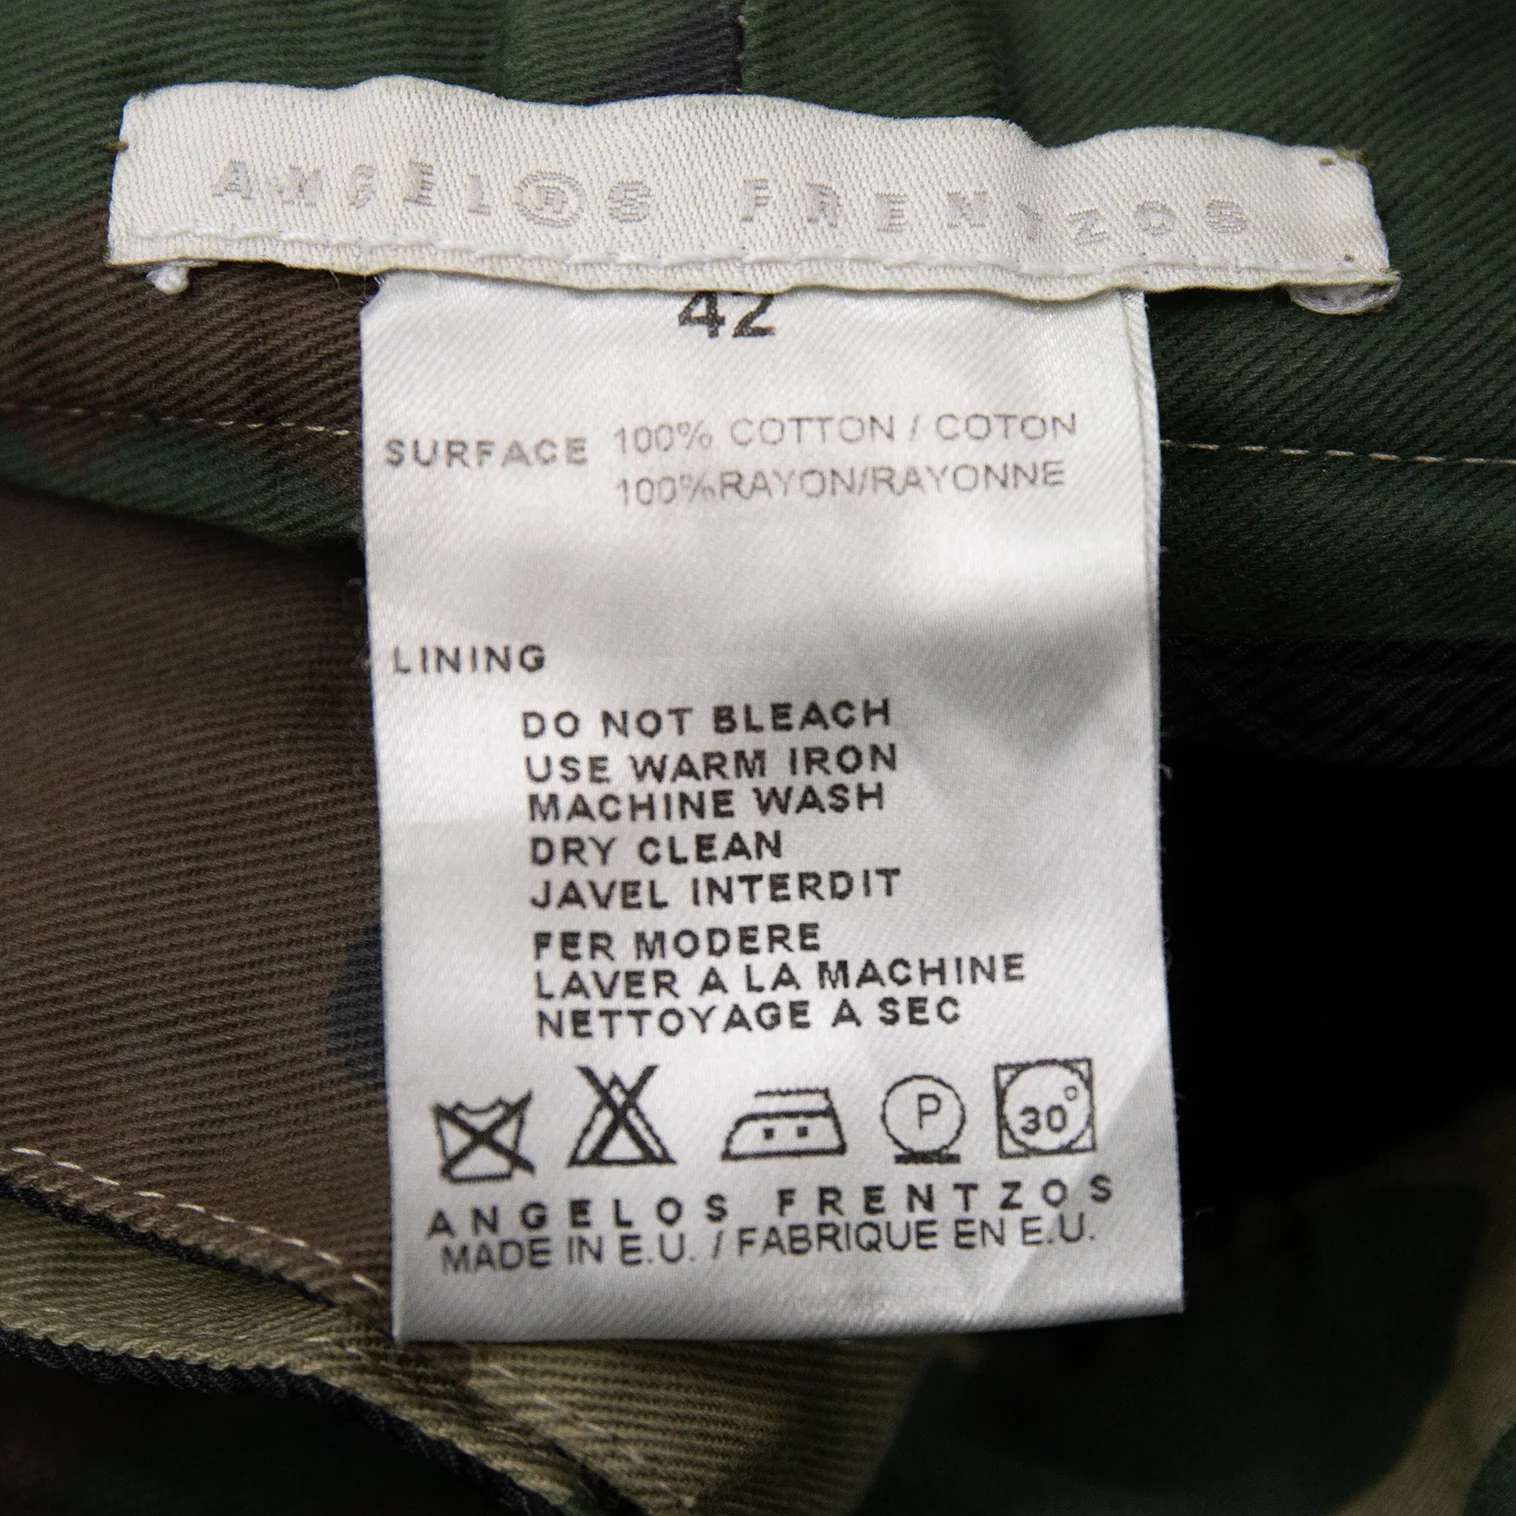 ANGEL®S FRENTZOS
42
SURFACE 100% COTTON / COTON
100%RAYON/RAYONNE
LINING
DO NOT BLEACH
USE WARM IRON
MACHINE WASH
DRY CLEAN
JAVEL INTERDIT
FER MODERE
LAVER A LA MACHINE
NETTOYAGE A SEC
P 30°
ANGELOS FRENTZOS
MADE IN E.U. / FABRIQUE EN E.U.